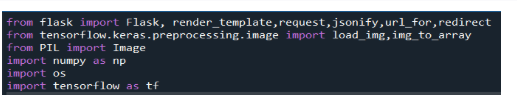 from flask import Flask, render_template,request,jsonify,url_for,redirect
from tensorflow.keras.preprocessing.image import load_img,img_to_array
from PIL import Image
import numpy as np
import os
import tensorflow as tf